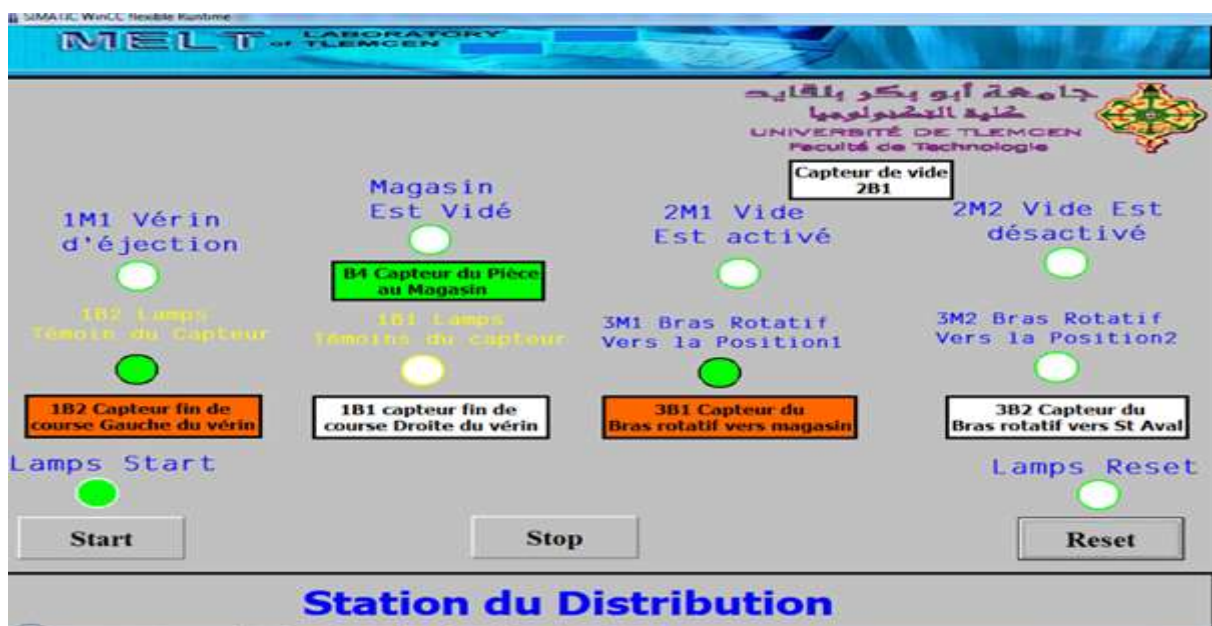 SIMATIC WinCC flexible Runtime
MELT LABORATORY
OF TLEMCEN
جامعة أبو بكر بلقايد
كلية التكنولوجيا
UNIVERSITÉ DE TLEMCEN
Faculté de Technologie
Capteur de vide
2B1
1M1 Vérin
d'éjection
Magasin
Est Vidé
2M1 Vide
Est activé
2M2 Vide Est
désactivé
B4 Capteur du Pièce
au Magasin
1B2 Lamps
Témoin du Capteur
1B1 Lamps
Témoins du capteur
3M1 Bras Rotatif
Vers la Position1
3M2 Bras Rotatif
Vers la Position2
1B2 Capteur fin de
course Gauche du vérin
1B1 capteur fin de
course Droite du vérin
3B1 Capteur du
Bras rotatif vers magasin
3B2 Capteur du
Bras rotatif vers St Aval
Lamps Start
Lamps Reset
Start
Stop
Reset
Station du Distribution